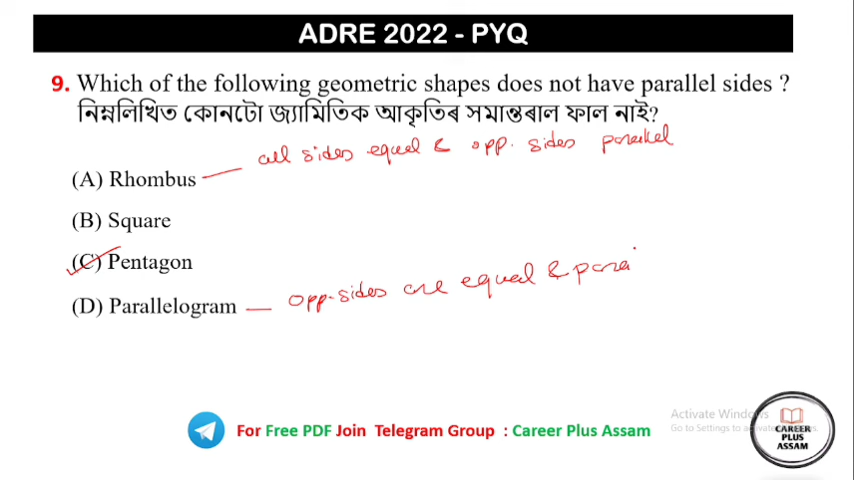 ADRE 2022 - PYQ
9. Which of the following geometric shapes does not have parallel sides ?
নিম্নলিখিত কোনটো জ্যামিতিক আকৃতিৰ সমান্তৰাল ফাল নাই?
all sides equal & opp. sides parallel
(A) Rhombus
(B) Square
(C) Pentagon
(D) Parallelogram — opp. sides are equal & para
For Free PDF Join Telegram Group : Career Plus Assam
Activate Windows
Go to Settings to activate
CAREER
PLUS
ASSAM